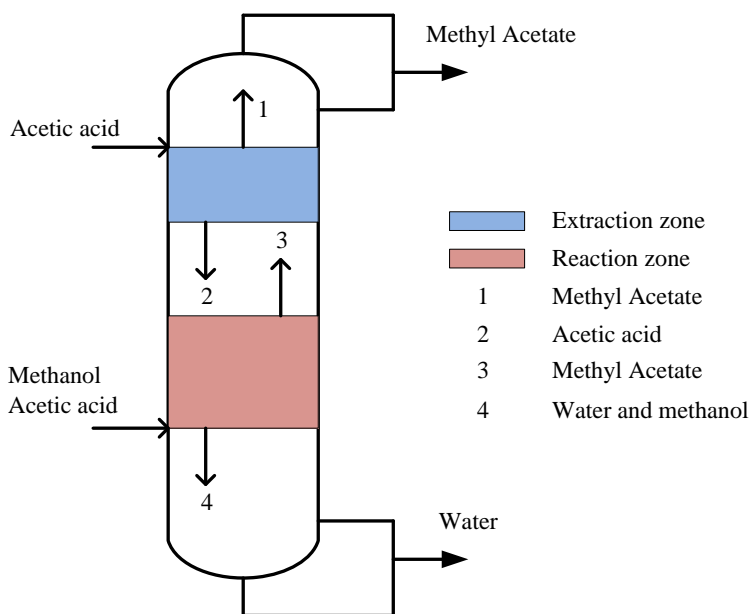 Methyl Acetate
1
Acetic acid
3
2
Extraction zone
Reaction zone
1 Methyl Acetate
2 Acetic acid
3 Methyl Acetate
4 Water and methanol
Methanol
Acetic acid
4
Water